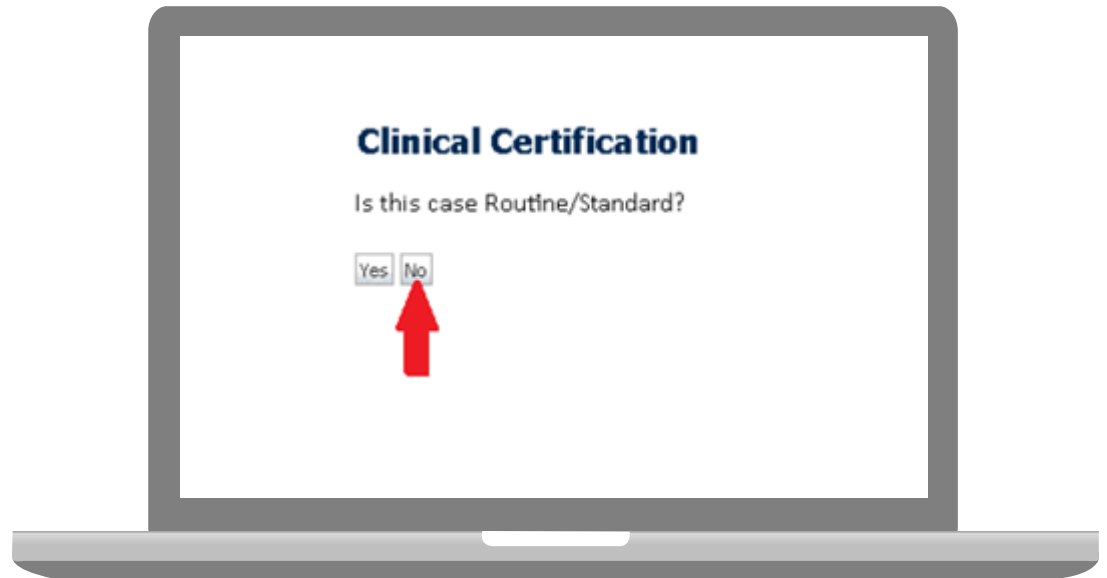 Clinical Certification
Is this case Routine/Standard?
Yes No